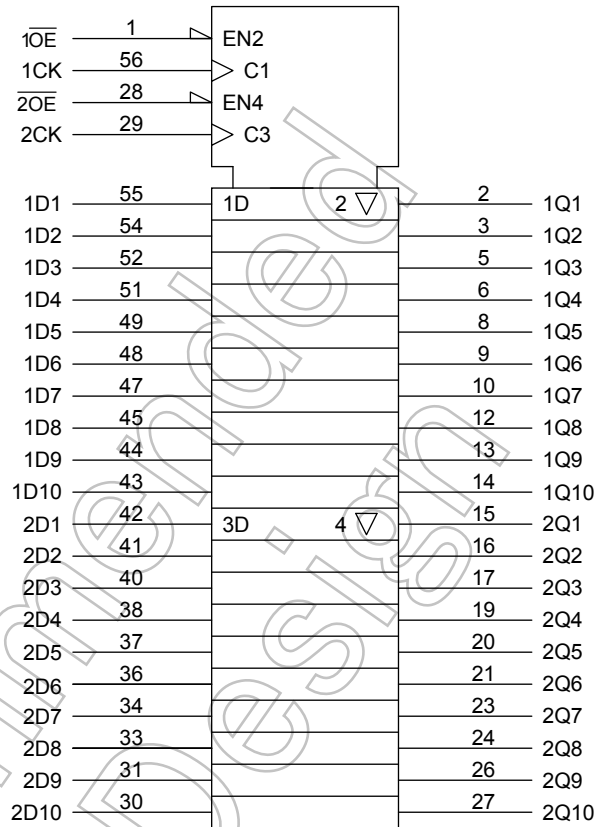 1OE 1 EN2
1CK 56 C1
2OE 28 EN4
2CK 29 C3
1D1 55 1D 2 ▽ 2 1Q1
1D2 54 3 1Q2
1D3 52 5 1Q3
1D4 51 6 1Q4
1D5 49 8 1Q5
1D6 48 9 1Q6
1D7 47 10 1Q7
1D8 45 12 1Q8
1D9 44 13 1Q9
1D10 43 14 1Q10
2D1 42 3D 4 ▽ 15 2Q1
2D2 41 16 2Q2
2D3 40 17 2Q3
2D4 38 19 2Q4
2D5 37 20 2Q5
2D6 36 21 2Q6
2D7 34 23 2Q7
2D8 33 24 2Q8
2D9 31 26 2Q9
2D10 30 27 2Q10
mmended
Design